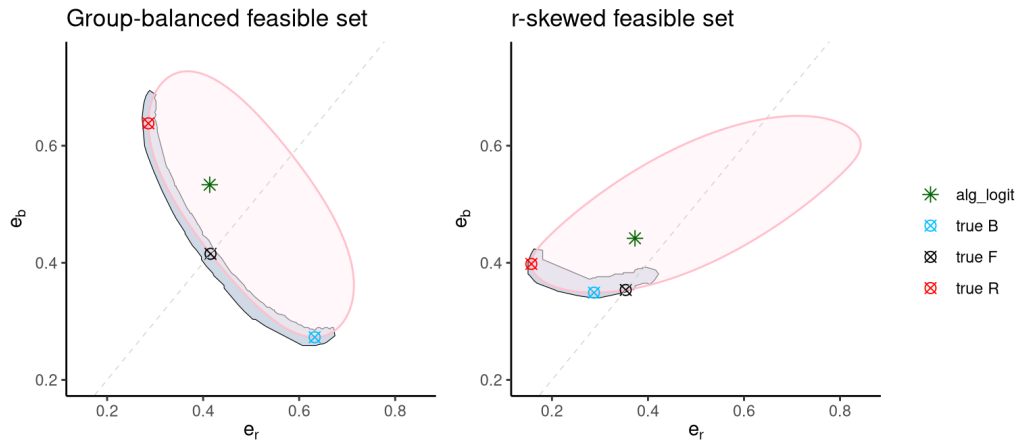 Group-balanced feasible set
r-skewed feasible set
0.6
0.4
0.2
e_b
0.2
0.4
0.6
0.8
e_r
0.6
0.4
0.2
e_b
0.2
0.4
0.6
0.8
e_r
alg_logit
true B
true F
true R